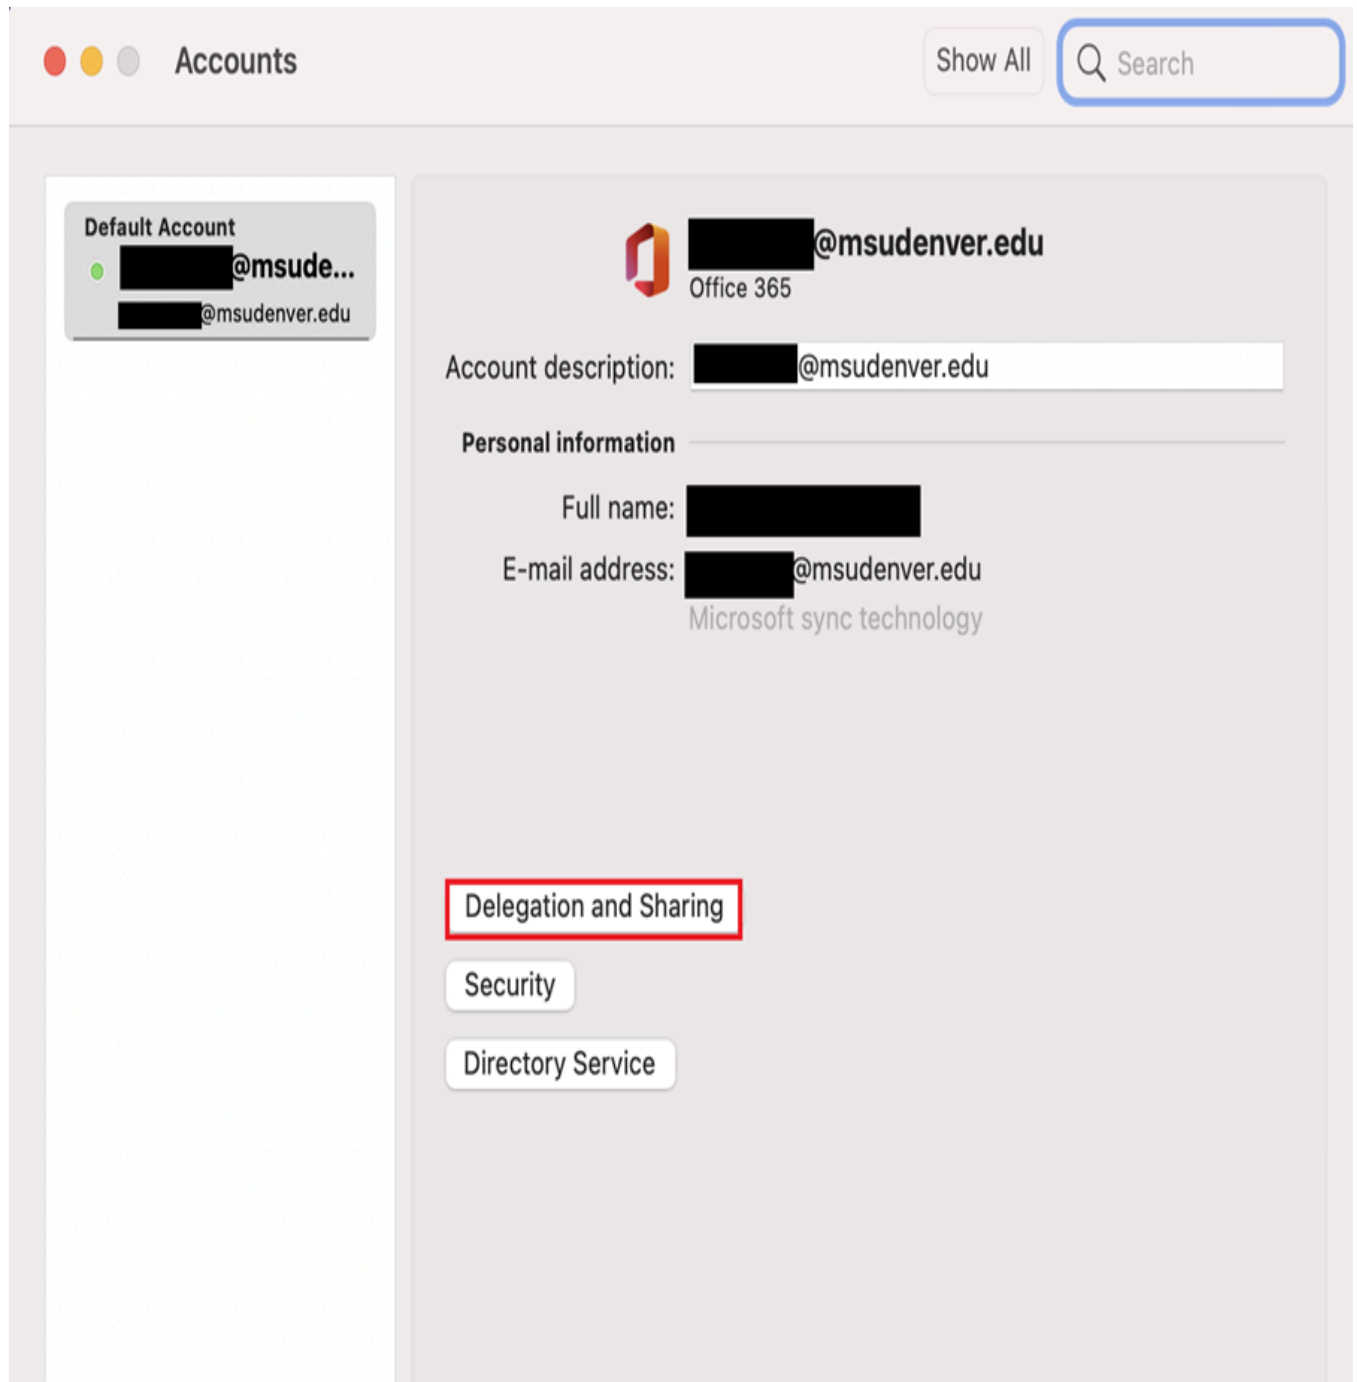 Accounts
Show All
Search
Default Account
@msude...
@msudenver.edu
@msudenver.edu
Office 365
Account description: @msudenver.edu
Personal information
Full name:
E-mail address: @msudenver.edu
Microsoft sync technology
Delegation and Sharing
Security
Directory Service